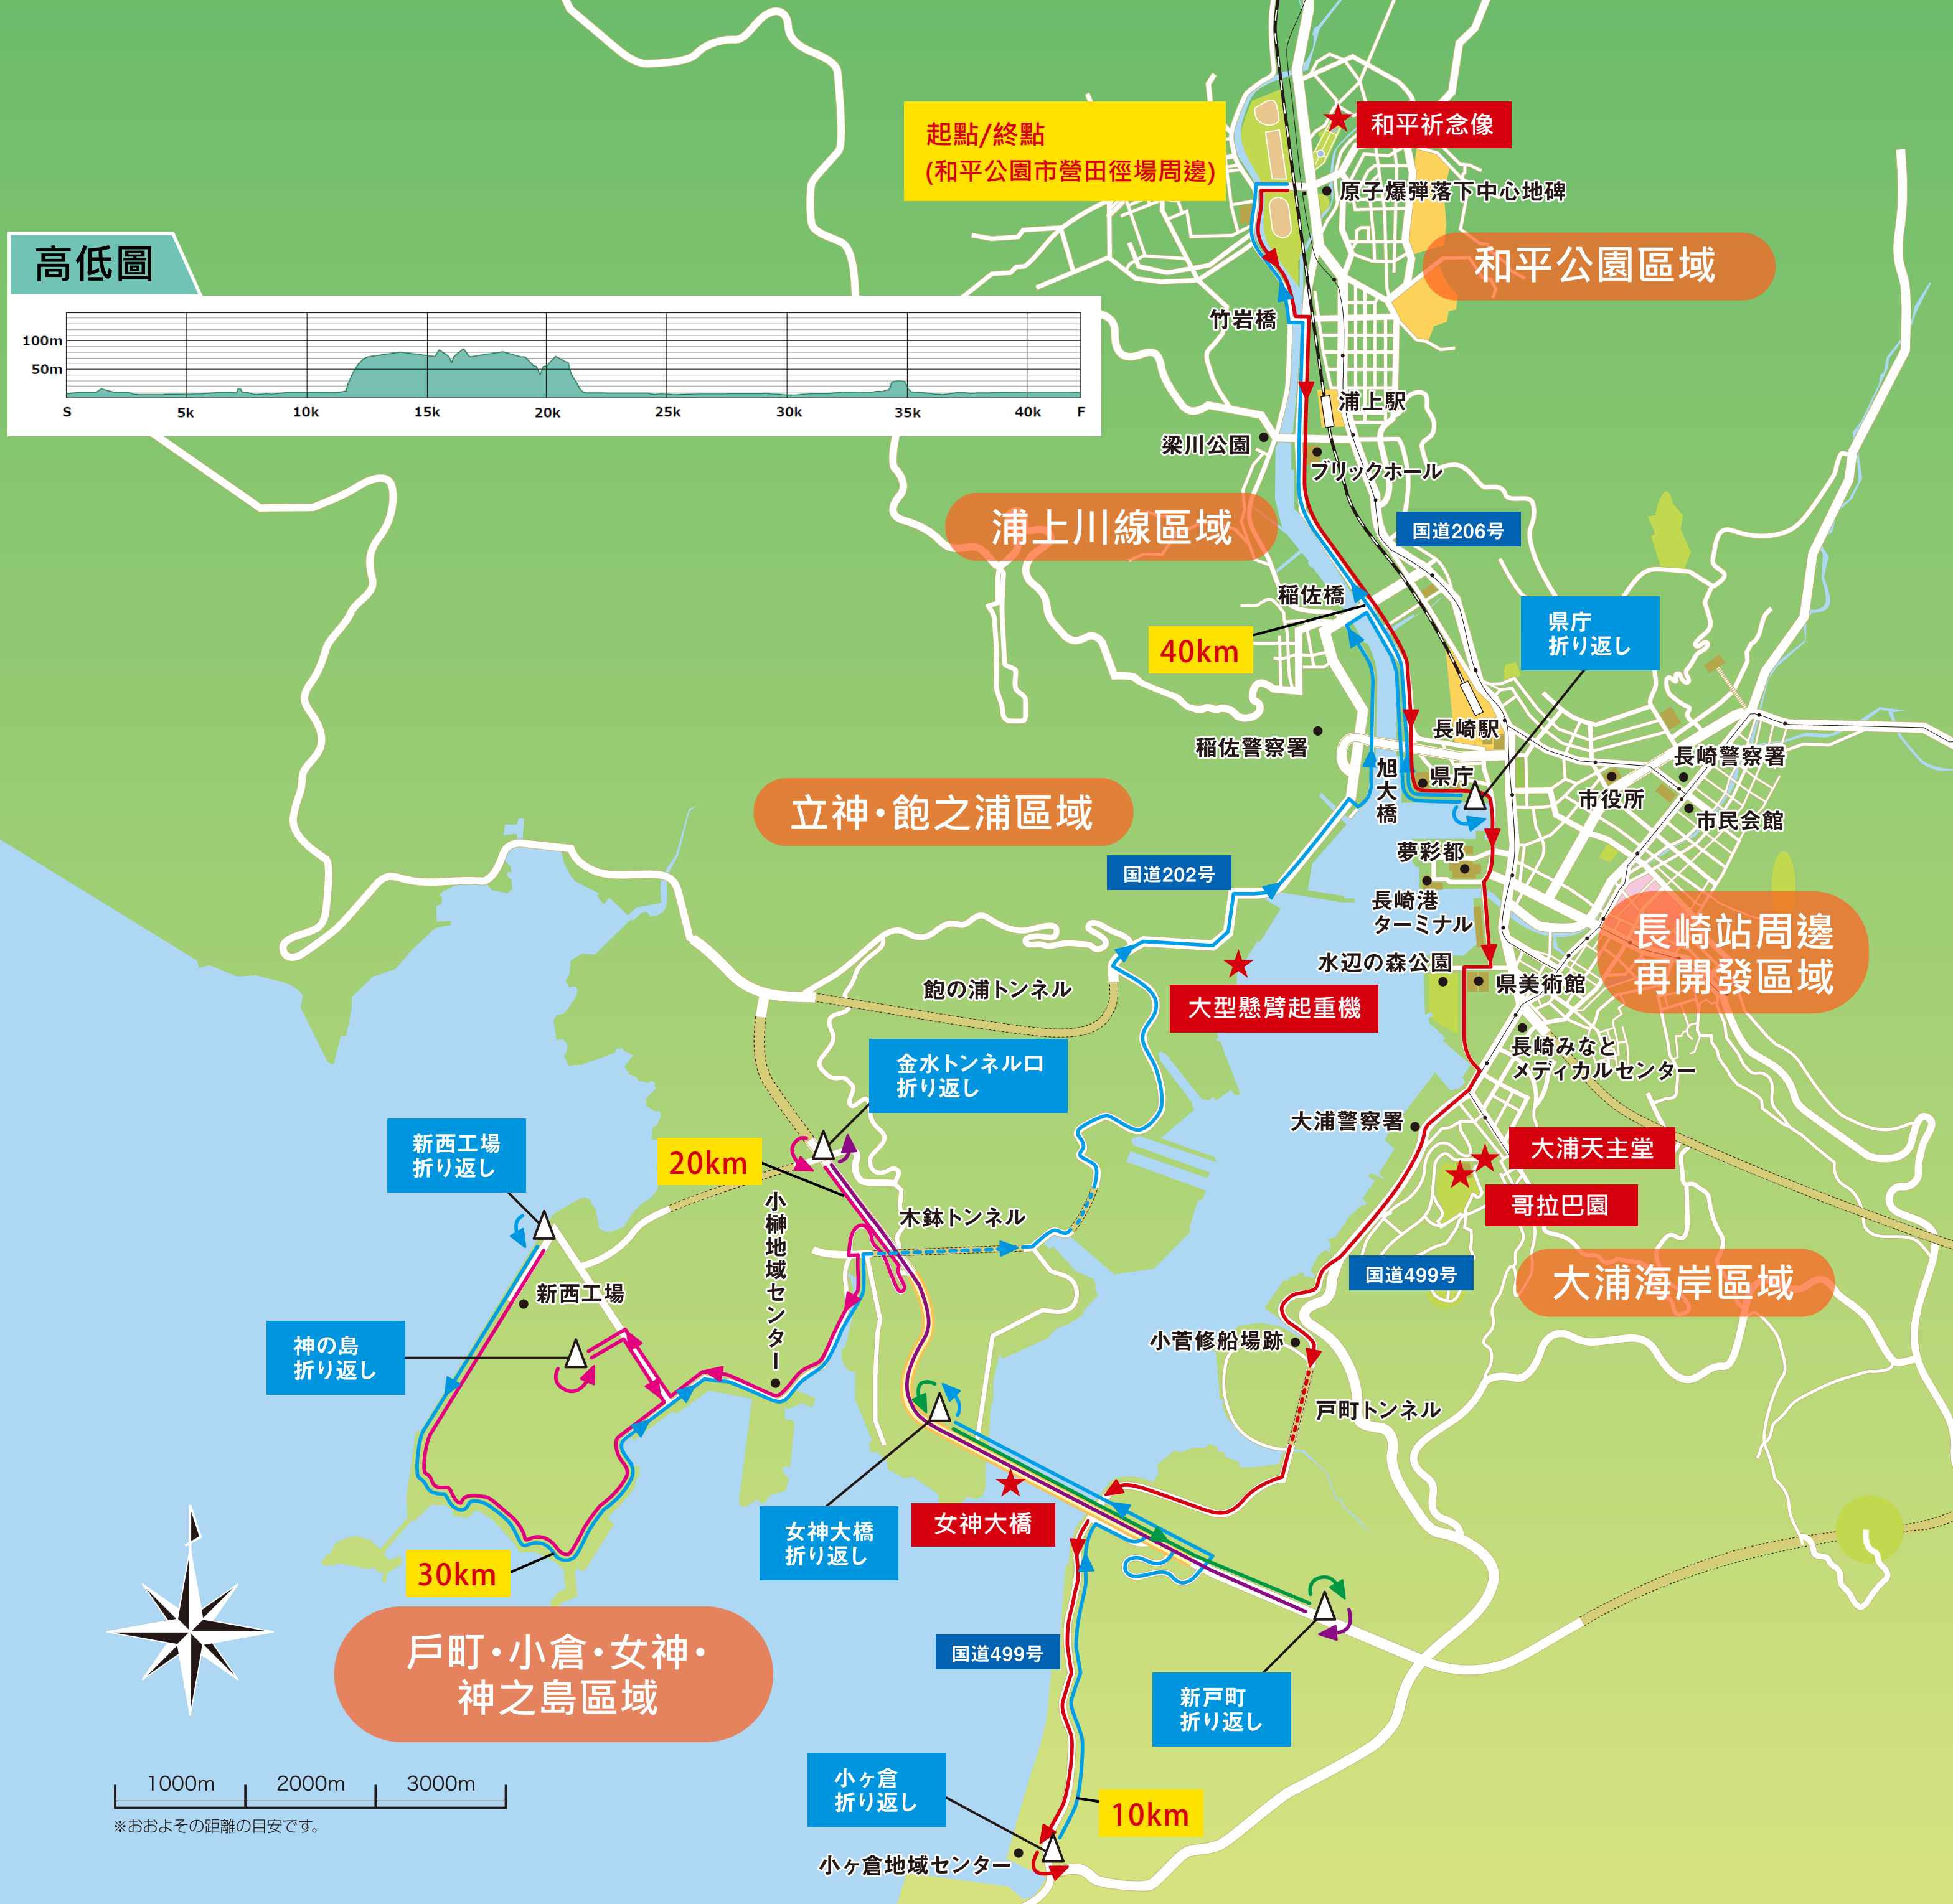 起點/終點
(和平公園市營田徑場周邊)
和平祈念像
原子爆弾落下中心地碑
和平公園區域
高低圖
100m
50m
S
5k
10k
15k
20k
25k
30k
35k
40k
F
竹岩橋
浦上駅
梁川公園
ブリックホール
浦上川線區域
国道206号
稲佐橋
40km
県庁
折り返し
稲佐警察署
長崎駅
旭大橋
県庁
長崎警察署
市役所
市民会館
立神・飽之浦區域
国道202号
夢彩都
長崎港
ターミナル
長崎站周邊
再開發區域
水辺の森公園
県美術館
飽の浦トンネル
大型懸臂起重機
長崎みなと
メディカルセンター
金水トンネル口
折り返し
新西工場
折り返し
20km
大浦警察署
大浦天主堂
哥拉巴園
小榊地域センター
木鉢トンネル
国道499号
大浦海岸區域
新西工場
神の島
折り返し
小菅修船場跡
戸町トンネル
女神大橋
折り返し
女神大橋
30km
戶町・小倉・女神・
神之島區域
国道499号
新戸町
折り返し
小ヶ倉
折り返し
10km
小ヶ倉地域センター
1000m
2000m
3000m
※おおよその距離の目安です。